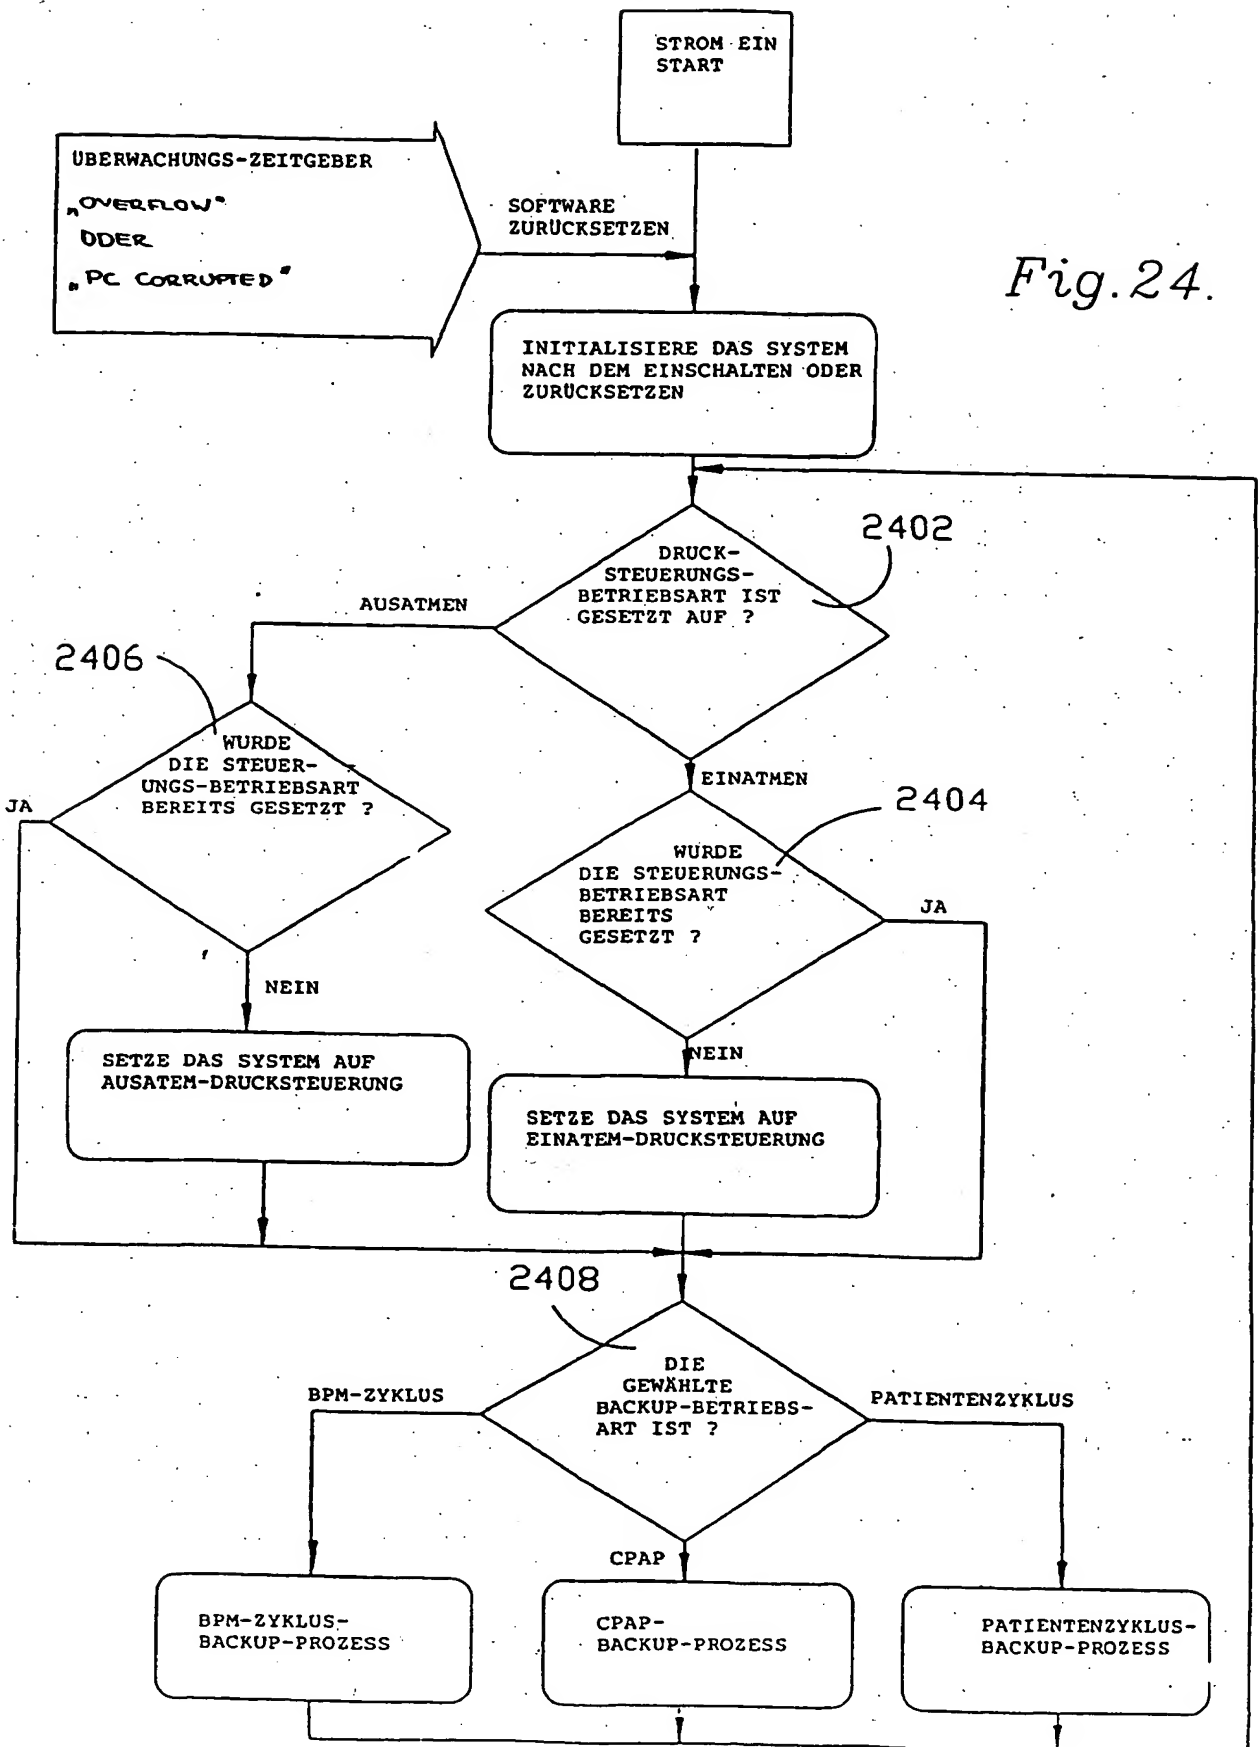 STROM EIN
START
ÜBERWACHUNGS-ZEITGEBER
„OVERFLOW"
ODER
„PC CORRUPTED"
SOFTWARE
ZURÜCKSETZEN
Fig.24.
INITIALISIERE DAS SYSTEM
NACH DEM EINSCHALTEN ODER
ZURÜCKSETZEN
2402
DRUCK-
STEUERUNGS-
BETRIEBSART IST
GESETZT AUF ?
AUSATMEN
2406
WURDE
DIE STEUER-
UNGS-BETRIEBSART
BEREITS GESETZT ?
JA
EINATMEN
2404
WURDE
DIE STEUERUNGS-
BETRIEBSART
BEREITS
GESETZT ?
JA
NEIN
SETZE DAS SYSTEM AUF
AUSATEM-DRUCKSTEUERUNG
NEIN
SETZE DAS SYSTEM AUF
EINATEM-DRUCKSTEUERUNG
2408
DIE
GEWÄHLTE
BACKUP-BETRIEBS-
ART IST ?
BPM-ZYKLUS
PATIENTENZYKLUS
CPAP
BPM-ZYKLUS-
BACKUP-PROZESS
CPAP-
BACKUP-PROZESS
PATIENTENZYKLUS-
BACKUP-PROZESS